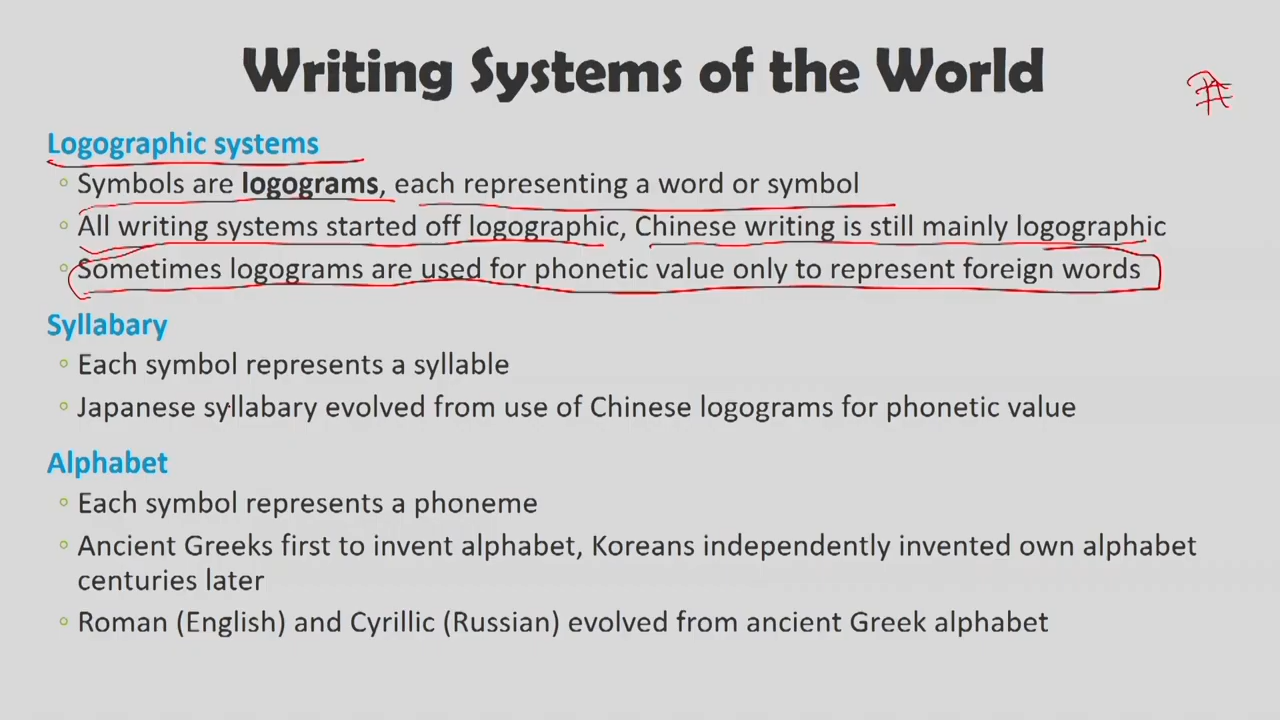 Writing Systems of the World
Logographic systems
◦ Symbols are logograms, each representing a word or symbol
◦ All writing systems started off logographic, Chinese writing is still mainly logographic
◦ Sometimes logograms are used for phonetic value only to represent foreign words
Syllabary
◦ Each symbol represents a syllable
◦ Japanese syllabary evolved from use of Chinese logograms for phonetic value
Alphabet
◦ Each symbol represents a phoneme
◦ Ancient Greeks first to invent alphabet, Koreans independently invented own alphabet
centuries later
◦ Roman (English) and Cyrillic (Russian) evolved from ancient Greek alphabet